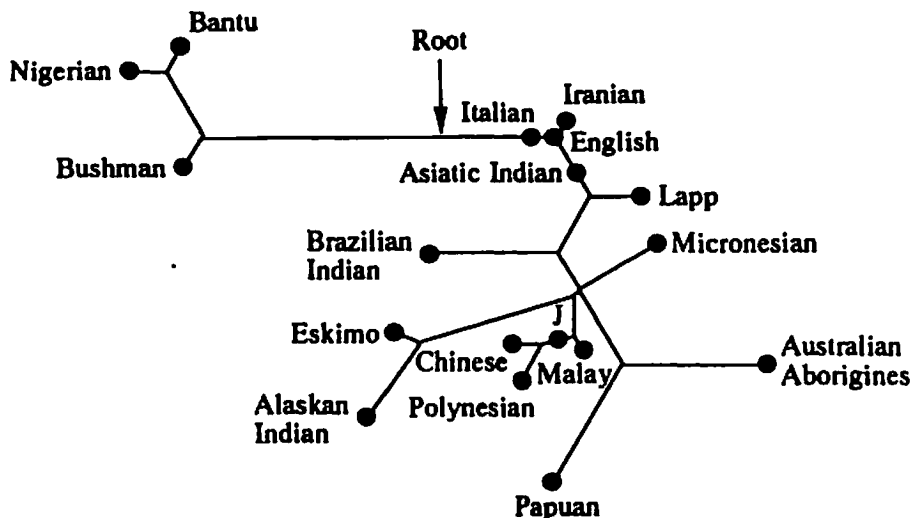 Bantu
Root
Nigerian
Iranian
Italian
English
Bushman
Asiatic Indian
Lapp
Brazilian
Indian
Micronesian
J
Eskimo
Chinese
Malay
Australian
Aborigines
Alaskan
Indian
Polynesian
Papuan